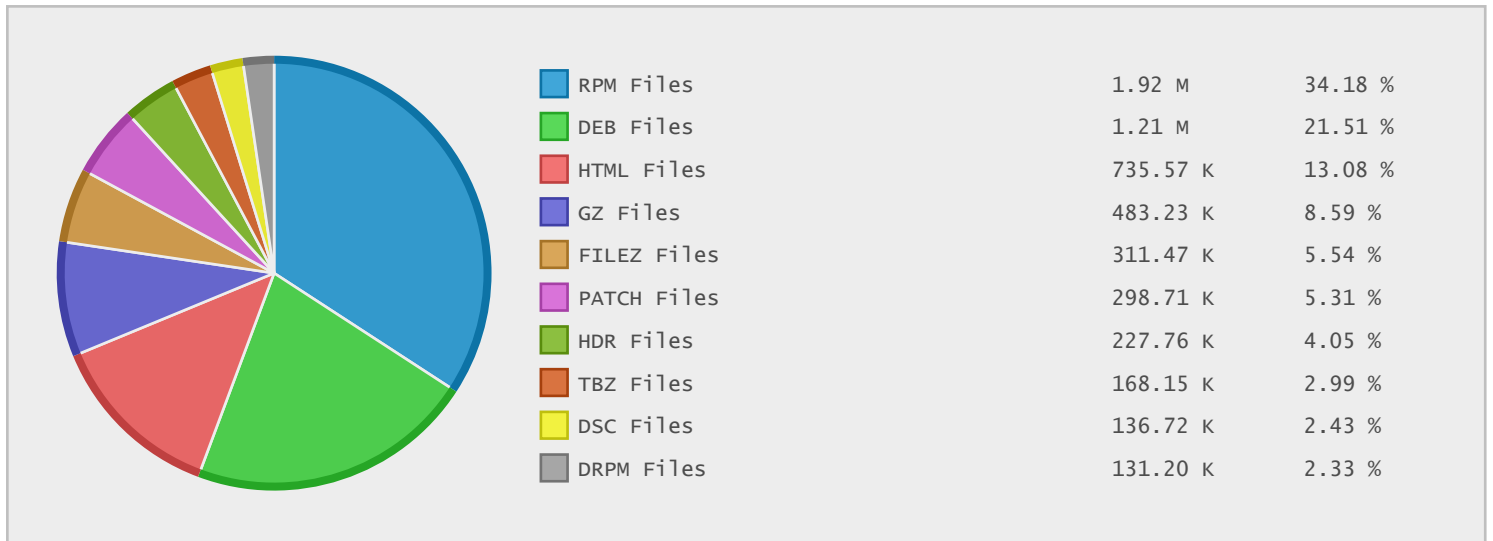 RPM Files 1.92 M 34.18 %
DEB Files 1.21 M 21.51 %
HTML Files 735.57 K 13.08 %
GZ Files 483.23 K 8.59 %
FILEZ Files 311.47 K 5.54 %
PATCH Files 298.71 K 5.31 %
HDR Files 227.76 K 4.05 %
TBZ Files 168.15 K 2.99 %
DSC Files 136.72 K 2.43 %
DRPM Files 131.20 K 2.33 %